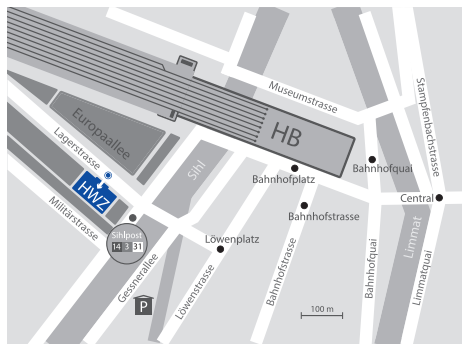 Museumstrasse
Stampfenbachstrasse
Europaallee
HB
Lagerstrasse
Sihl
Bahnhofquai
Bahnhofplatz
HWZ
Central
Militärstrasse
Bahnhofstrasse
Sihlpost
14 3 31
Löwenplatz
Limmat
Gessnerallee
Löwenstrasse
Bahnhofstrasse
Bahnhofquai
Limmatquai
P
100 m